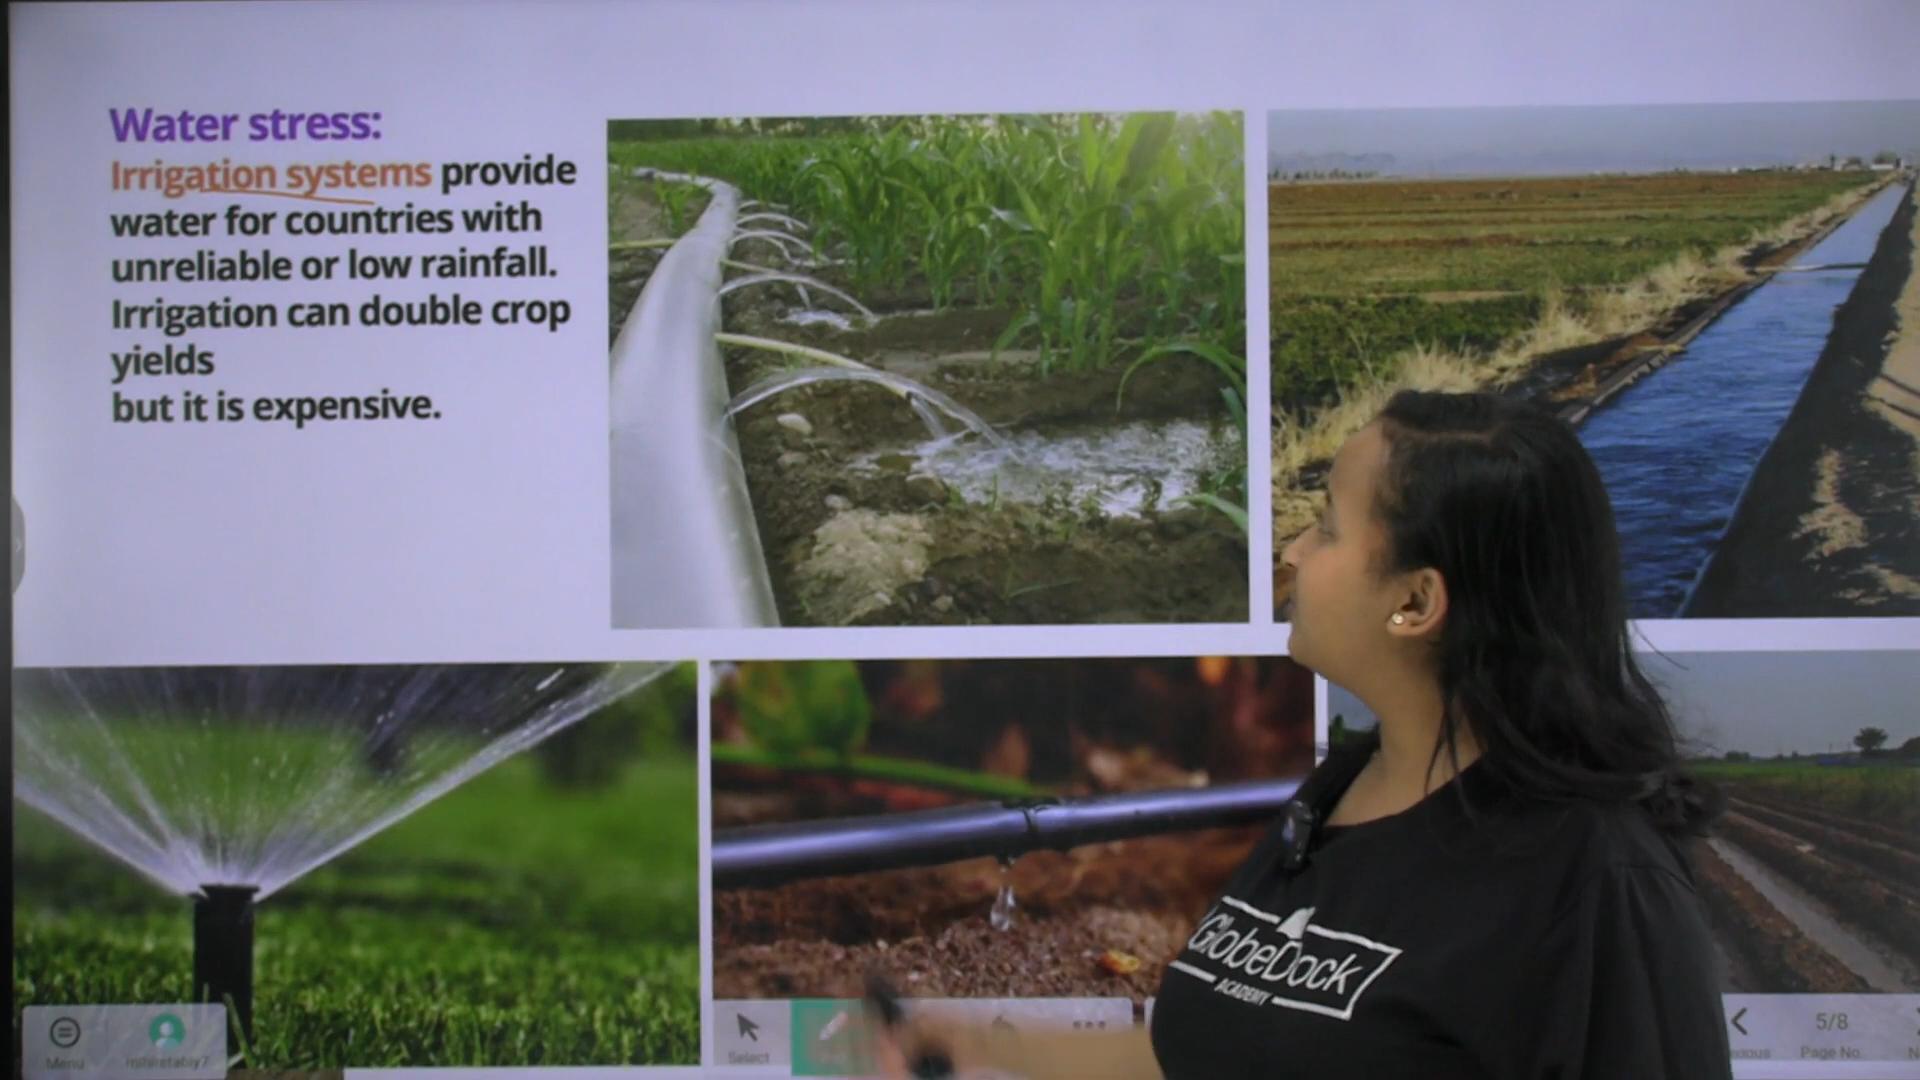 Water stress:
Irrigation systems provide
water for countries with
unreliable or low rainfall.
Irrigation can double crop
yields
but it is expensive.
GlobeDock
ACADEMY
Menu
Select
5/8
Page No